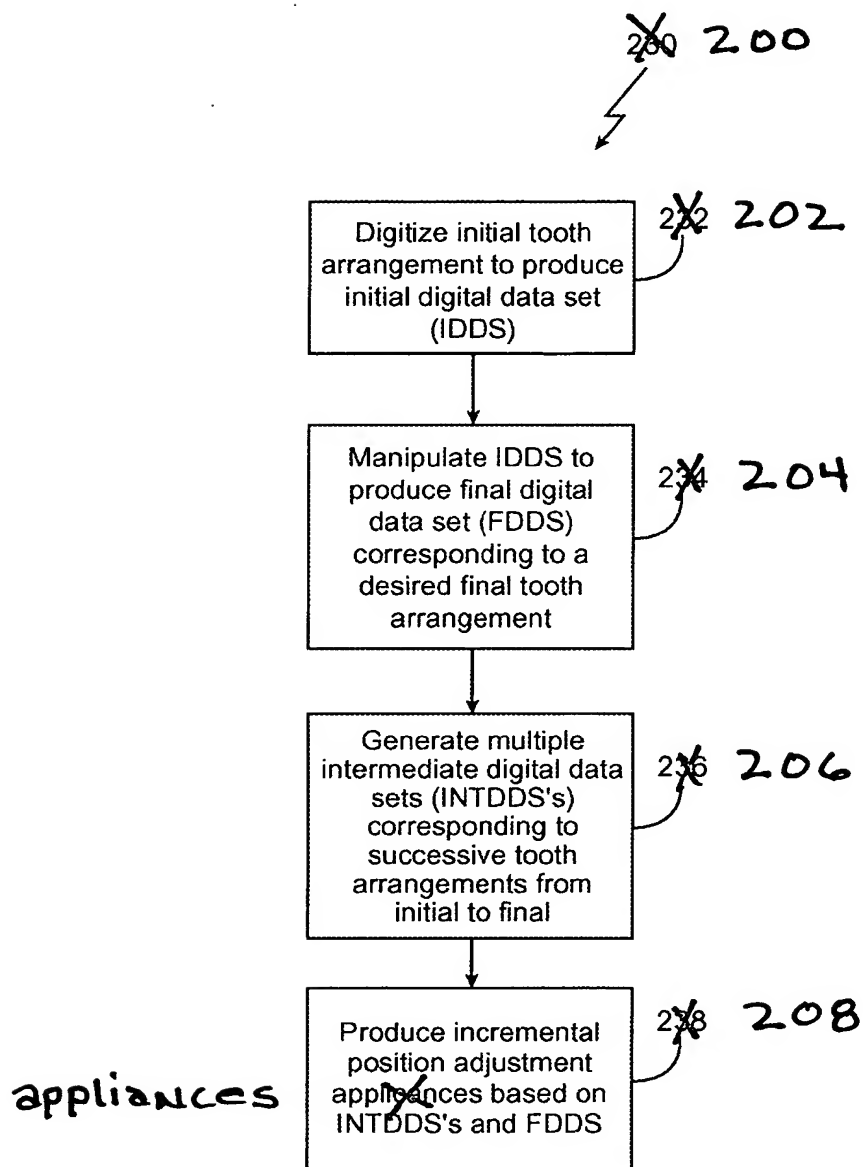 230 200
232 202
Digitize initial tooth
arrangement to produce
initial digital data set
(IDDS)
234 204
Manipulate IDDS to
produce final digital
data set (FDDS)
corresponding to a
desired final tooth
arrangement
236 206
Generate multiple
intermediate digital data
sets (INTDDS's)
corresponding to
successive tooth
arrangements from
initial to final
238 208
Produce incremental
position adjustment
appliances
applicances based on
INTDDS's and FDDS